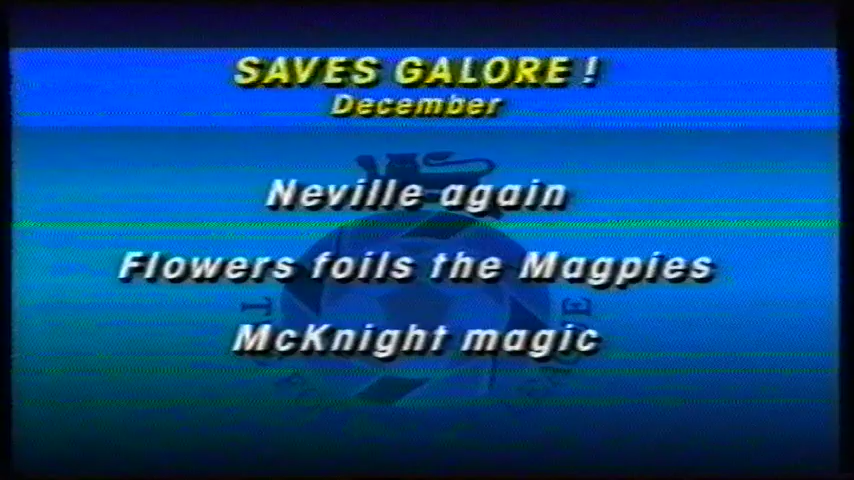 SAVES GALORE !
December
Neville again
Flowers foils the Magpies
McKnight magic